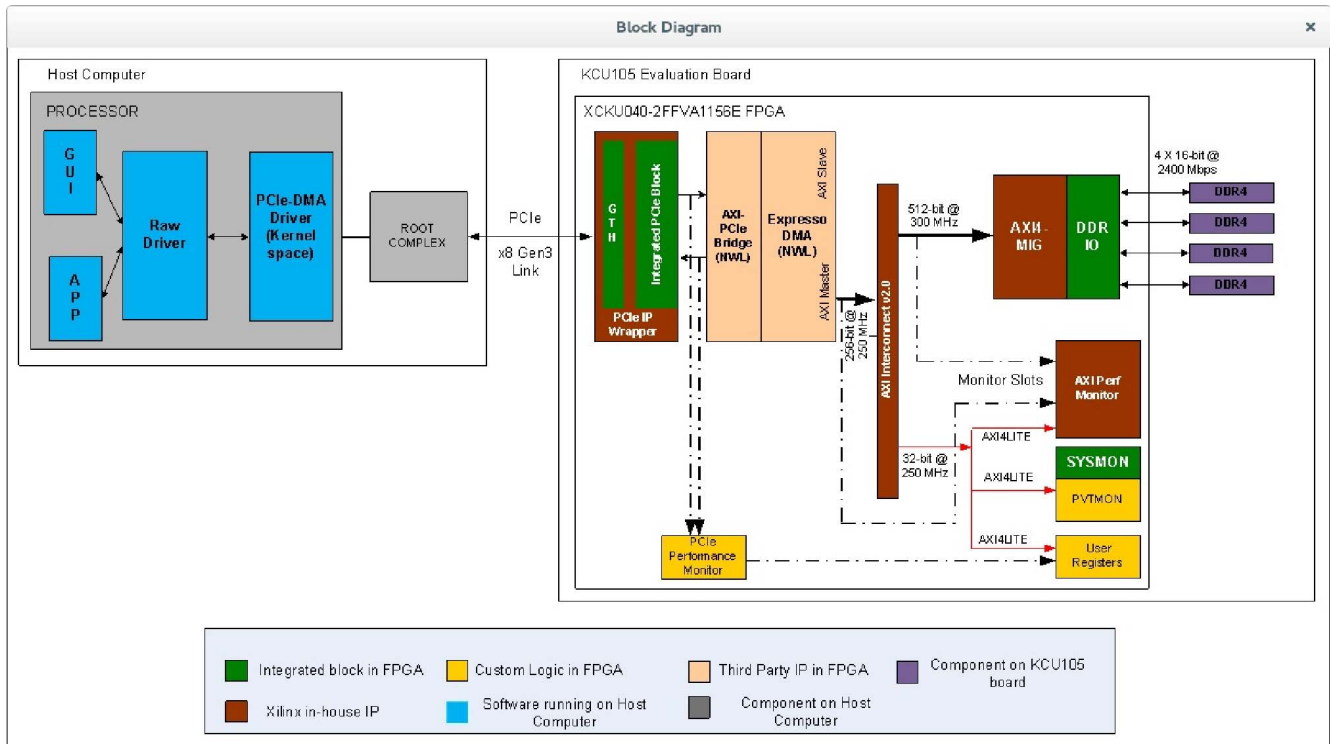 Block Diagram
×
Host Computer
PROCESSOR
G
U
I
A
P
P
Raw
Driver
PCIe-DMA
Driver
(Kernel
space)
ROOT
COMPLEX
PCIe
x8 Gen3
Link
KCU105 Evaluation Board
XCKU040-2FFVA1156E FPGA
G
T
H
Integrated PCIe Block
PCIe IP
Wrapper
AXI-
PCIe
Bridge
(NWL)
Expresso
DMA
(NWL)
AXI Slave
AXI Master
256-bit @
250 MHz
AXI Interconnect v2.0
512-bit @
300 MHz
AXI4 -
MIG
DDR
IO
4 X 16-bit @
2400 Mbps
DDR4
DDR4
DDR4
DDR4
Monitor Slots
AXI Perf
Monitor
32-bit @
250 MHz
AXI4LITE
AXI4LITE
AXI4LITE
SYSMON
PVTMON
User
Registers
PCIe
Performance
Monitor
Integrated block in FPGA
Custom Logic in FPGA
Third Party IP in FPGA
Component on KCU105
board
Xilinx in-house IP
Software running on Host
Computer
Component on Host
Computer